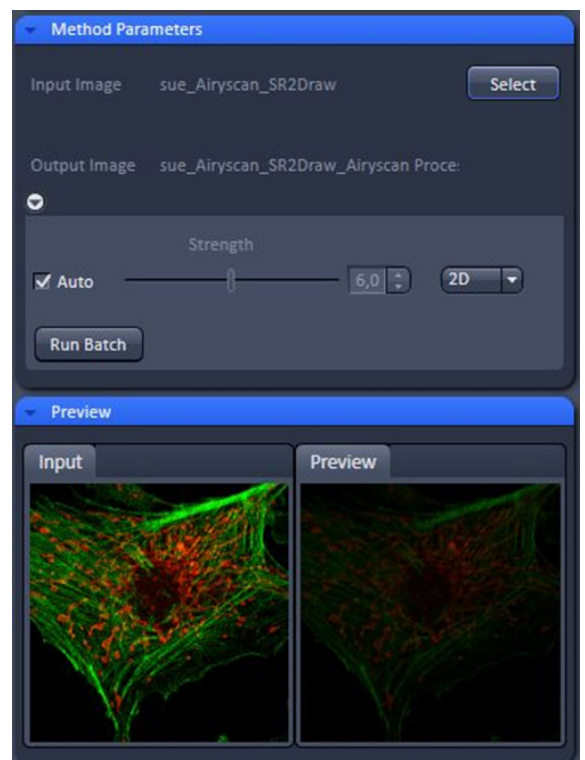 Method Parameters
Input Image sue_Airyscan_SR2Draw Select
Output Image sue_Airyscan_SR2Draw_Airyscan Proce
Strength
Auto 6,0 2D
Run Batch
Preview
Input Preview